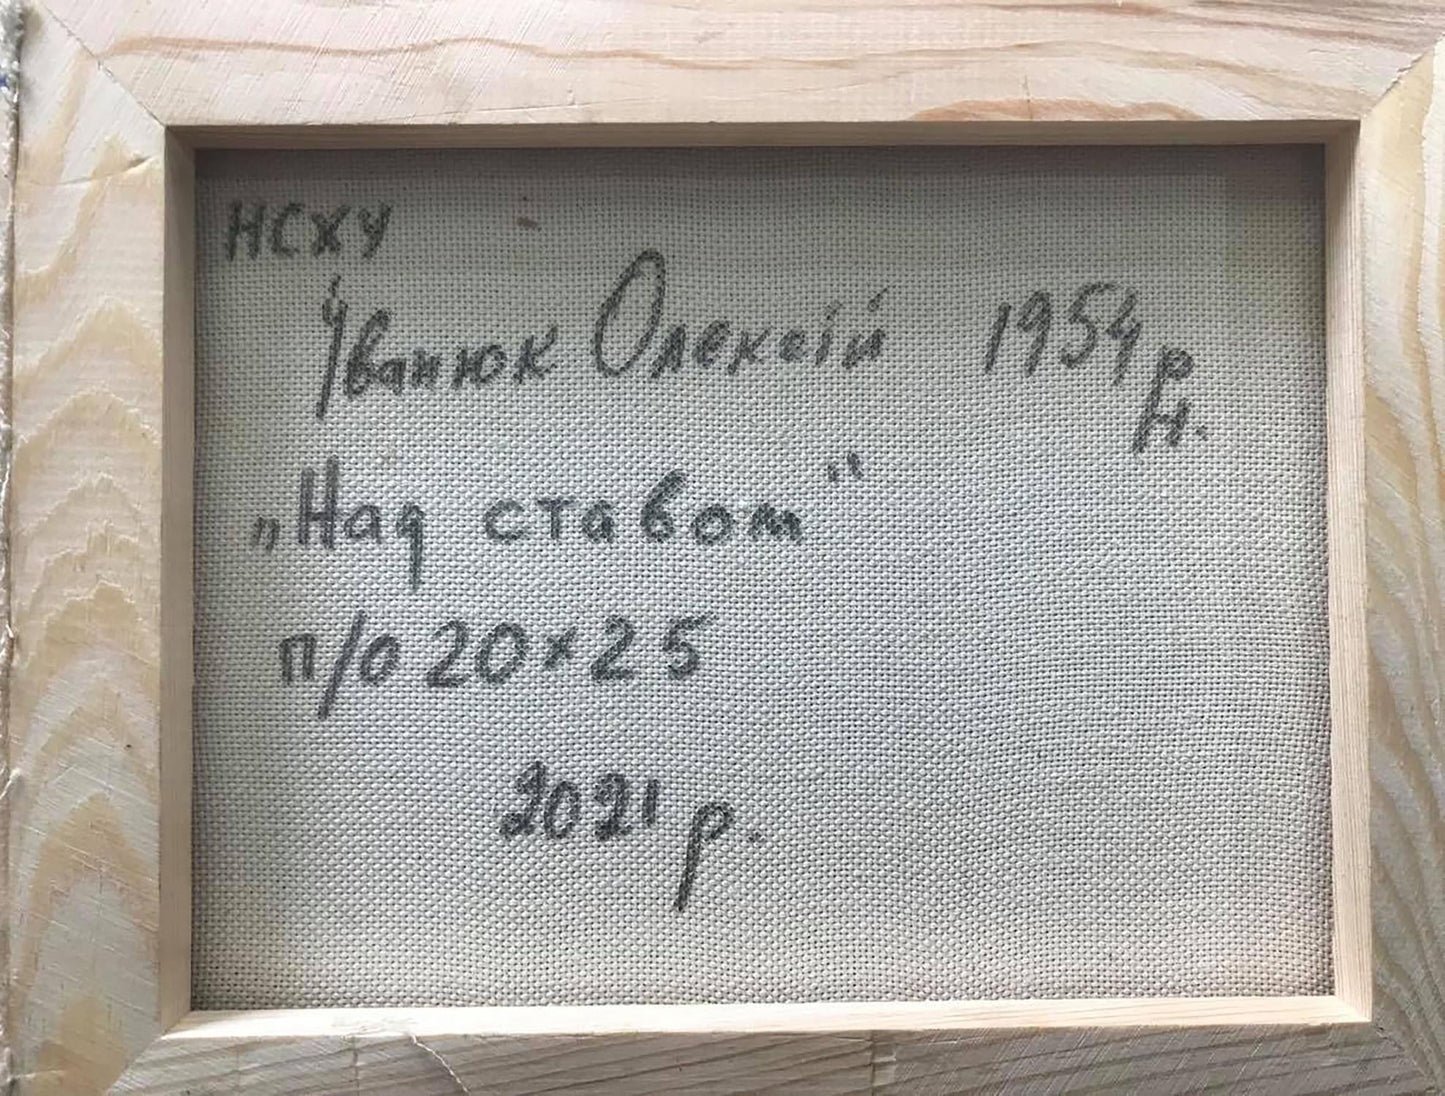 НСХУ
Іванюк Олексій 1954 р.
н.
„Над ставом"
п/о 20×25
2021 р.